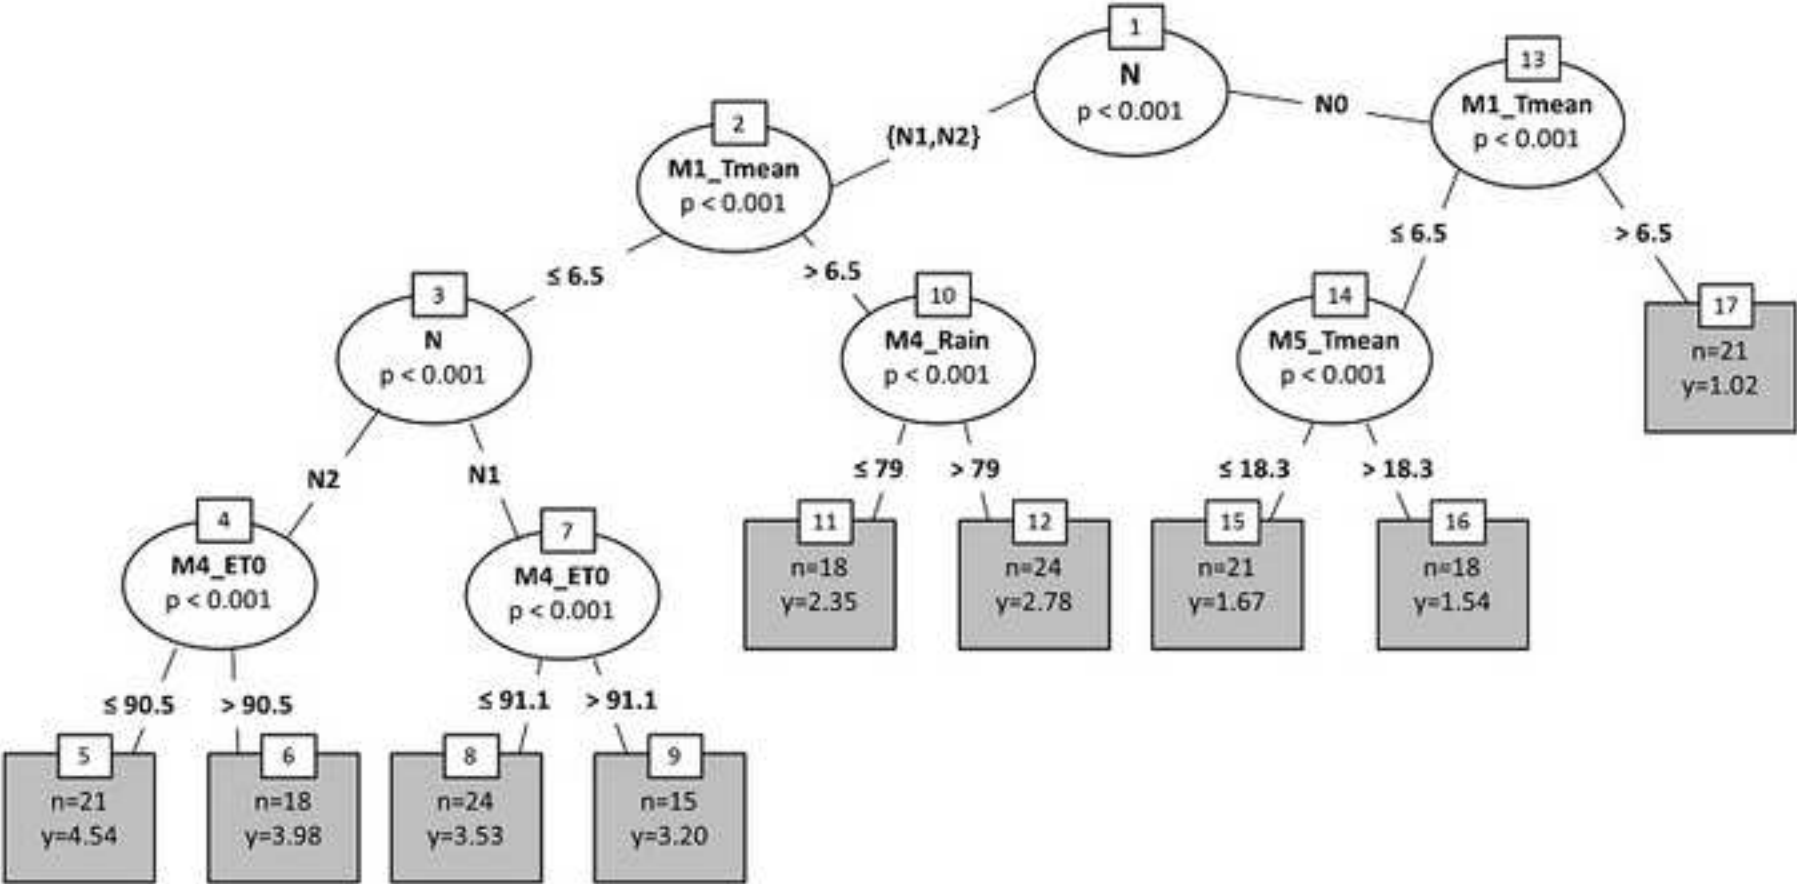 1
N
p < 0.001
{N1,N2}
N0
13
M1_Tmean
p < 0.001
2
M1_Tmean
p < 0.001
≤ 6.5
> 6.5
≤ 6.5
> 6.5
3
N
p < 0.001
10
M4_Rain
p < 0.001
14
M5_Tmean
p < 0.001
17
n=21
y=1.02
N2
N1
≤ 79
> 79
≤ 18.3
> 18.3
4
M4_ET0
p < 0.001
7
M4_ET0
p < 0.001
11
n=18
y=2.35
12
n=24
y=2.78
15
n=21
y=1.67
16
n=18
y=1.54
≤ 90.5
> 90.5
≤ 91.1
> 91.1
5
n=21
y=4.54
6
n=18
y=3.98
8
n=24
y=3.53
9
n=15
y=3.20